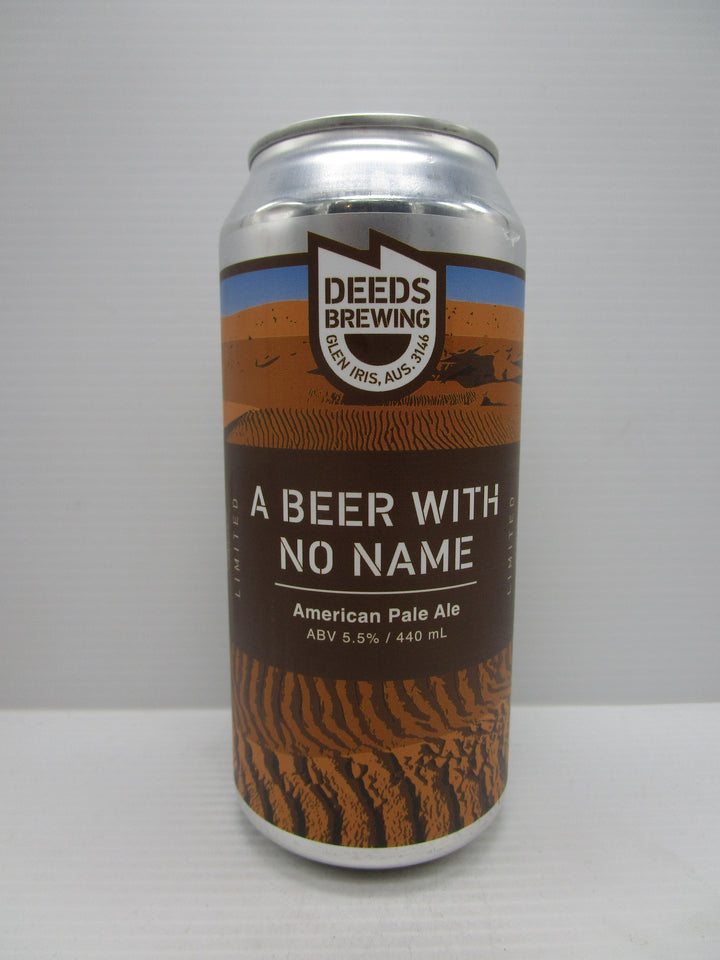 DEEDS
BREWING
GLEN IRIS, AUS. 3146
A BEER WITH
NO NAME
LIMITED
LIMITED
American Pale Ale
ABV 5.5% / 440 mL